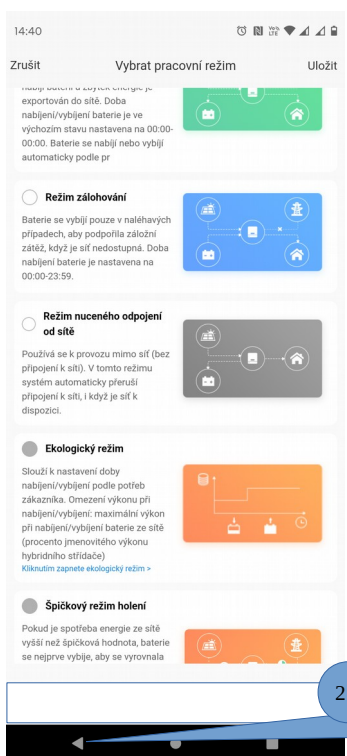 14:40
Zrušit Vybrat pracovní režim Uložit
nabíjí baterii a zbytek energie je
exportován do sítě. Doba
nabíjení/vybíjení baterie je ve
výchozím stavu nastavena na 00:00-
00:00. Baterie se nabíjí nebo vybíjí
automaticky podle pr
Režim zálohování
Baterie se vybíjí pouze v naléhavých
případech, aby podpořila záložní
zátěž, když je síť nedostupná. Doba
nabíjení baterie je nastavena na
00:00-23:59.
Režim nuceného odpojení
od sítě
Používá se k provozu mimo síť (bez
připojení k síti). V tomto režimu
systém automaticky přeruší
připojení k síti, i když je síť k
dispozici.
Ekologický režim
Slouží k nastavení doby
nabíjení/vybíjení podle potřeb
zákazníka. Omezení výkonu při
nabíjení/vybíjení: maximální výkon
při nabíjení/vybíjení baterie ze sítě
(procento jmenovitého výkonu
hybridního střídače)
Kliknutím zapnete ekologický režim >
Špičkový režim holení
Pokud je spotřeba energie ze sítě
vyšší než špičková hodnota, baterie
se nejprve vybije, aby se vyrovnala
2